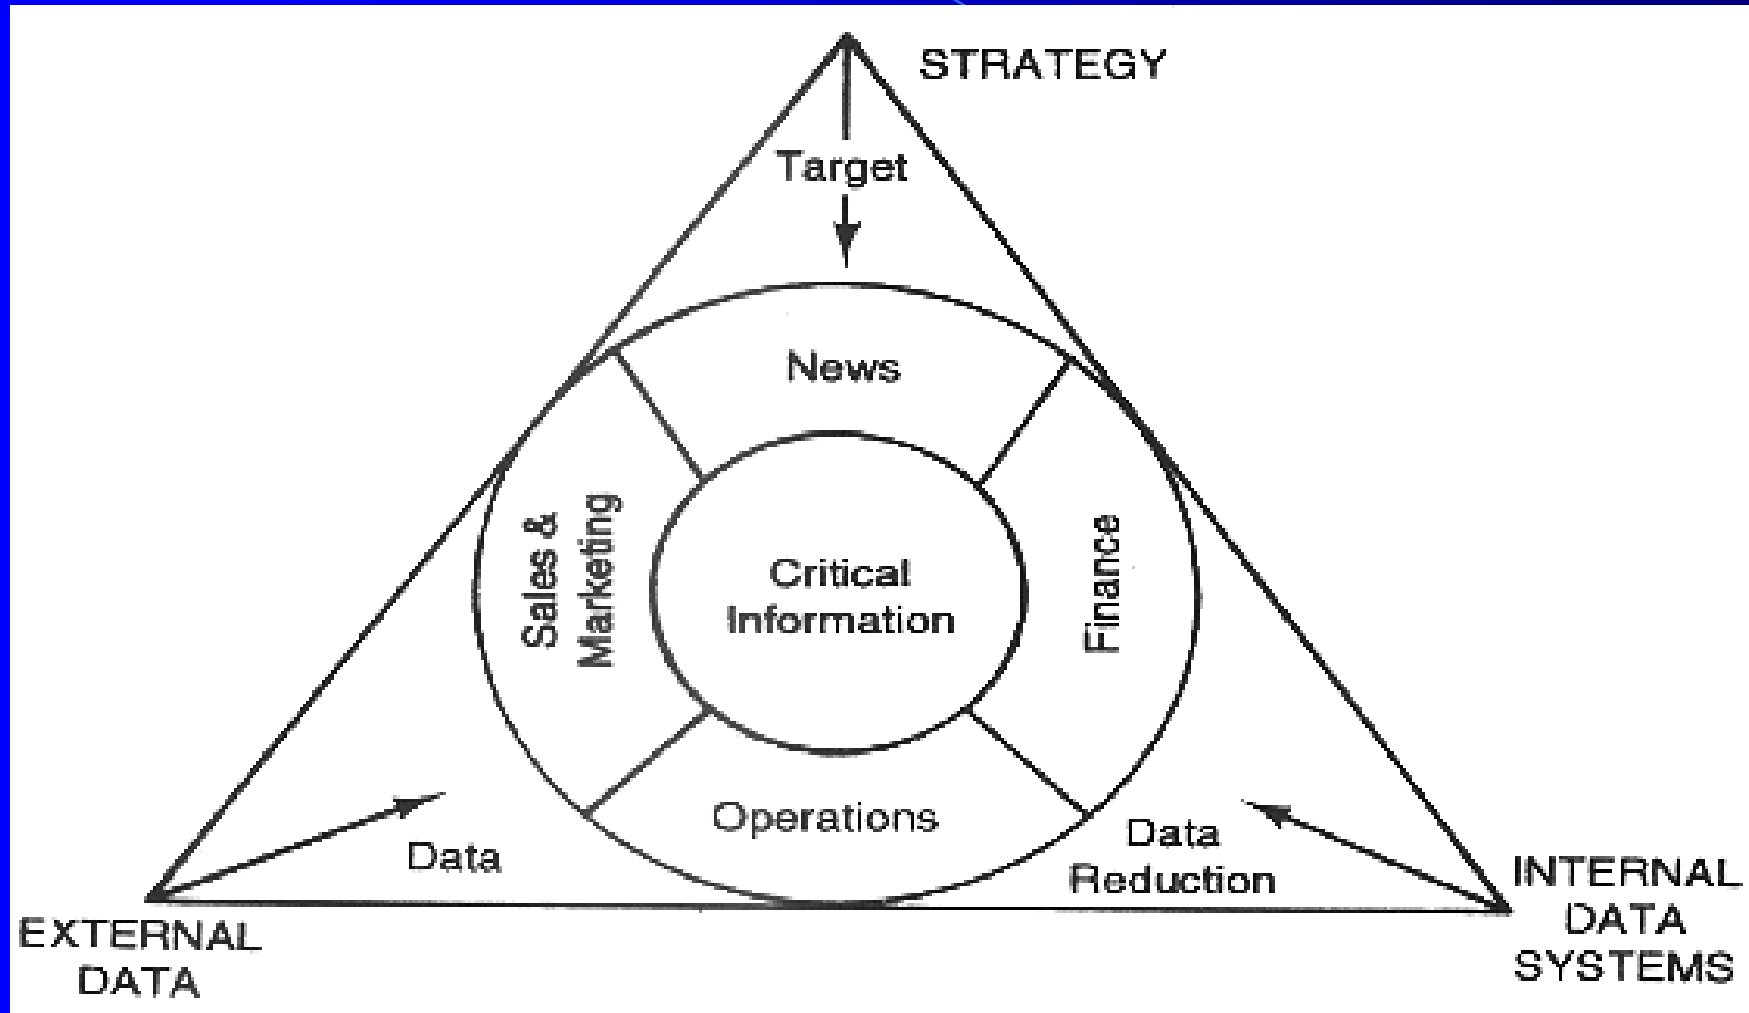 STRATEGY
Target
News
Sales &
Marketing
Critical
Information
Finance
Operations
Data
Data
Reduction
EXTERNAL
DATA
INTERNAL
DATA
SYSTEMS